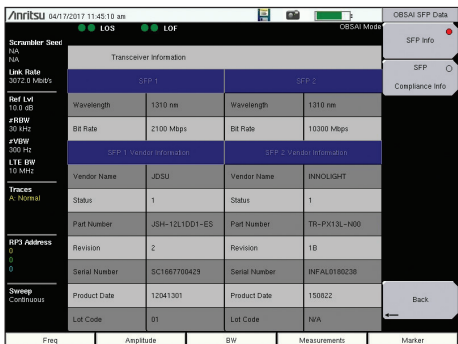 Anritsu 04/17/2017 11:45:10 am
OBSAI SFP Data
LOS LOF OBSAI Mode
SFP Info
SFP
Compliance Info
Back
Scrambler Seed
NA
NA
Link Rate
3072.0 Mbit/s
Ref Lvl
10.0 dB
#RBW
30 kHz
#VBW
300 Hz
LTE BW
10 MHz
Traces
A: Normal
RP3 Address
0
0
0
Sweep
Continuous
Transceiver Information
SFP 1 SFP 2
Wavelength 1310 nm Wavelength 1310 nm
Bit Rate 2100 Mbps Bit Rate 10300 Mbps
SFP 1 Vendor Information SFP 2 Vendor Information
Vendor Name JDSU Vendor Name INNOLIGHT
Status 1 Status 1
Part Number JSH-12L1DD1-ES Part Number TR-PX13L-N00
Revision 2 Revision 1B
Serial Number SC1667700429 Serial Number INFAL0180238
Product Date 12041301 Product Date 150822
Lot Code 01 Lot Code N/A
Freq Amplitude BW Measurements Marker